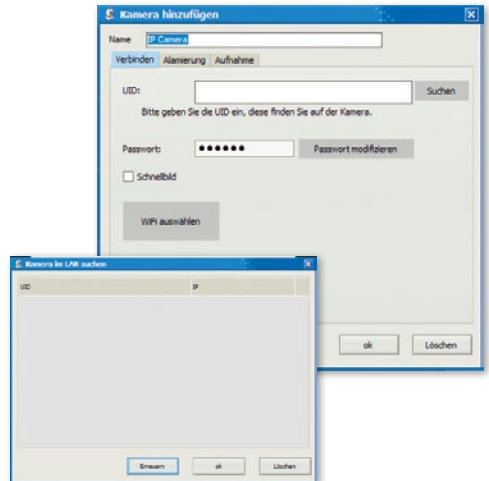 Kamera hinzufügen
Name IP Camera
Verbinden Alamierung Aufnahme
UID: Suchen
Bitte geben Sie die UID ein, diese finden Sie auf der Kamera.
Passwort: ●●●●●● Passwort modifizieren
Schnellbild
WiFi auswählen
ok Löschen
Kamera im LAN suchen
UID IP
Erneuern ok Löschen